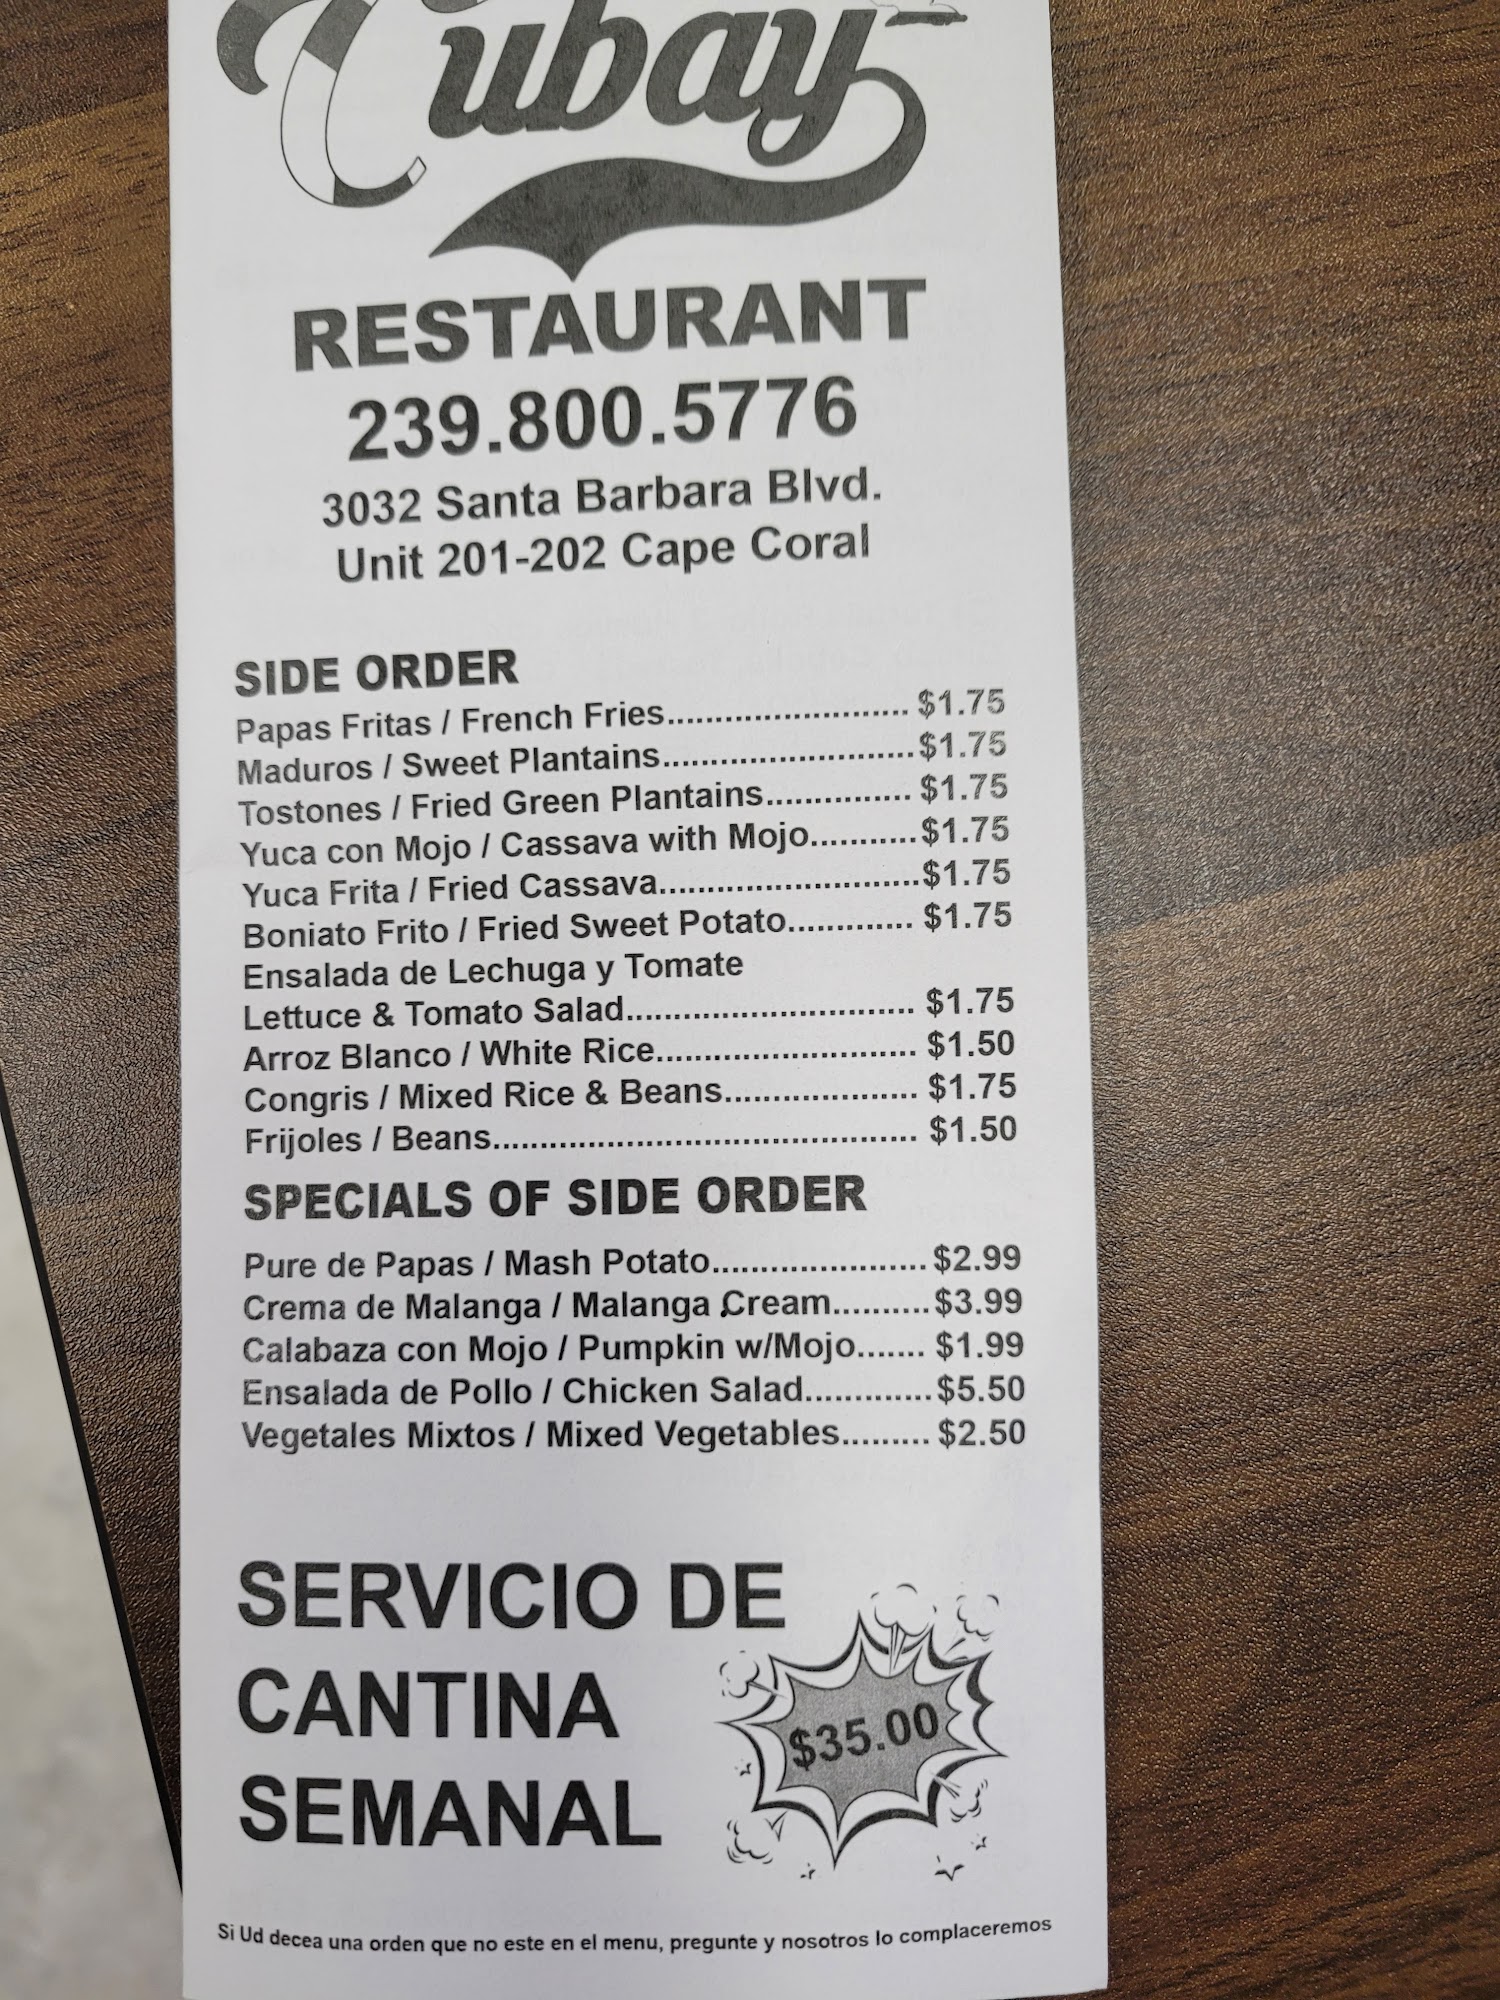 Cubay
RESTAURANT
239.800.5776
3032 Santa Barbara Blvd.
Unit 201-202 Cape Coral
SIDE ORDER
Papas Fritas / French Fries.......................... $1.75
Maduros / Sweet Plantains..........................$1.75
Tostones / Fried Green Plantains............... $1.75
Yuca con Mojo / Cassava with Mojo...........$1.75
Yuca Frita / Fried Cassava...........................$1.75
Boniato Frito / Fried Sweet Potato............. $1.75
Ensalada de Lechuga y Tomate
Lettuce & Tomato Salad.............................. $1.75
Arroz Blanco / White Rice........................... $1.50
Congris / Mixed Rice & Beans.................... $1.75
Frijoles / Beans............................................ $1.50
SPECIALS OF SIDE ORDER
Pure de Papas / Mash Potato...................... $2.99
Crema de Malanga / Malanga Cream..........$3.99
Calabaza con Mojo / Pumpkin w/Mojo....... $1.99
Ensalada de Pollo / Chicken Salad.............$5.50
Vegetales Mixtos / Mixed Vegetables......... $2.50
SERVICIO DE
CANTINA
SEMANAL
$35.00
Si Ud decea una orden que no este en el menu, pregunte y nosotros lo complaceremos